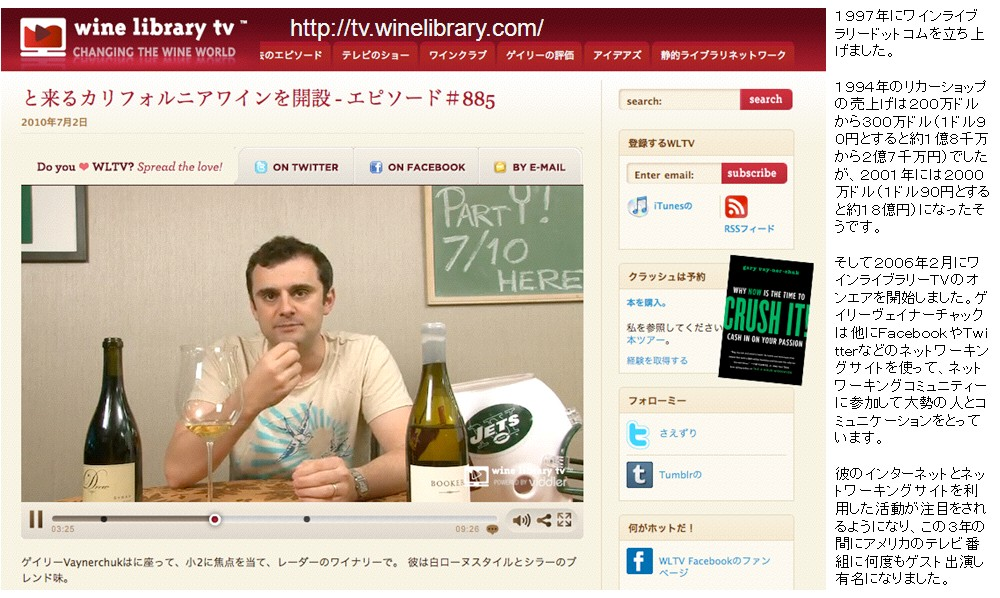 wine library tv ™
CHANGING THE WINE WORLD
http://tv.winelibrary.com/
去のエピソード
テレビのショー
ワインクラブ
ゲイリーの評価
アイデアズ
静的ライブラリネットワーク
と来るカリフォルニアワインを開設 - エピソード＃885
2010年7月2日
Do you ❤ WLTV? Spread the love!
ON TWITTER
ON FACEBOOK
BY E-MAIL
PARTY!
7/10
HERE
JETS
BOOKER
wine library tv
POWERED BY viddler
03:25
09:26
ゲイリーVaynerchukはに座って、小2に焦点を当て、レーダーのワイナリーで。 彼は白ローヌスタイルとシラーのブ
レンド味。
search:
search
登録するWLTV
Enter email:
subscribe
iTunesの
RSSフィード
クラッシュは予約
本を購入。
私を参照してください
本ツアー。
経験を取得する
gary vay·ner·chuk
WHY NOW IS THE TIME TO
CRUSH IT!
CASH IN ON YOUR PASSION
フォローミー
さえずり
Tumblrの
何がホットだ！
WLTV Facebookのファン
ページ
１９９７年にワインライブ
ラリードットコムを立ち上
げました。
１９９４年のリカーショップ
の売上げは２００万ドル
から３００万ドル（１ドル９
０円とすると約１億８千万
から２億７千万円）でした
が、２００１年には２０００
万ドル（１ドル９０円とする
と約１８億円）になったそ
うです。
そして２００６年２月にワ
インライブラリーTVのオ
ンエアを開始しました。ゲ
イリーヴェイナーチャック
は他にFacebookやTwi
tterなどのネットワーキン
グサイトを使って、ネット
ワーキングコミュニティー
に参加して大勢の人とコ
ミュニケーションをとって
います。
彼のインターネットとネッ
トワーキングサイトを利
用した活動が注目をされ
るようになり、この３年の
間にアメリカのテレビ番
組に何度もゲスト出演し
有名になりました。